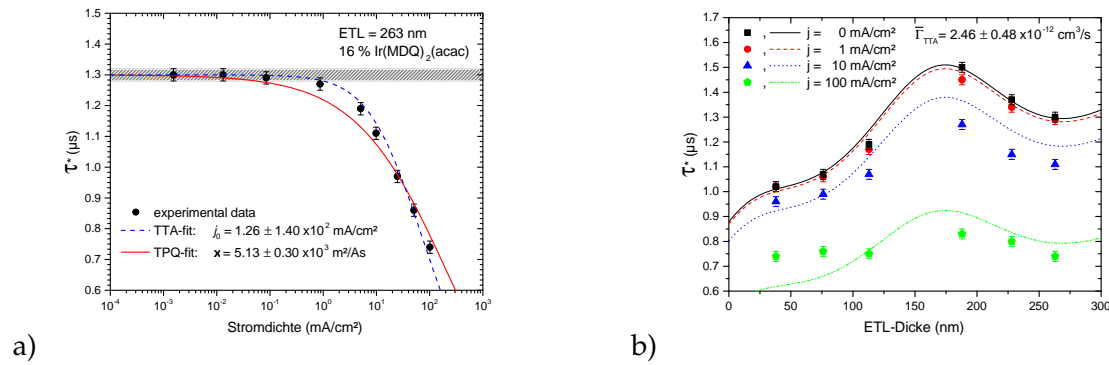 ETL = 263 nm
16 % Ir(MDQ)₂(acac)
1.5
1.4
1.3
1.2
1.1
1.0
0.9
0.8
0.7
0.6
τ* (µs)
experimental data
TTA-fit: j₀ = 1.26 ± 1.40 x10² mA/cm²
TPQ-fit: x = 5.13 ± 0.30 x10³ m²/As
10⁻⁴ 10⁻³ 10⁻² 10⁻¹ 10⁰ 10¹ 10² 10³
Stromdichte (mA/cm²)
a)
1.7
1.6
1.5
1.4
1.3
1.2
1.1
1.0
0.9
0.8
0.7
0.6
τ* (µs)
, j = 0 mA/cm² Γ̅_TTA = 2.46 ± 0.48 x10⁻¹² cm³/s
, j = 1 mA/cm²
, j = 10 mA/cm²
, j = 100 mA/cm²
0 50 100 150 200 250 300
ETL-Dicke (nm)
b)